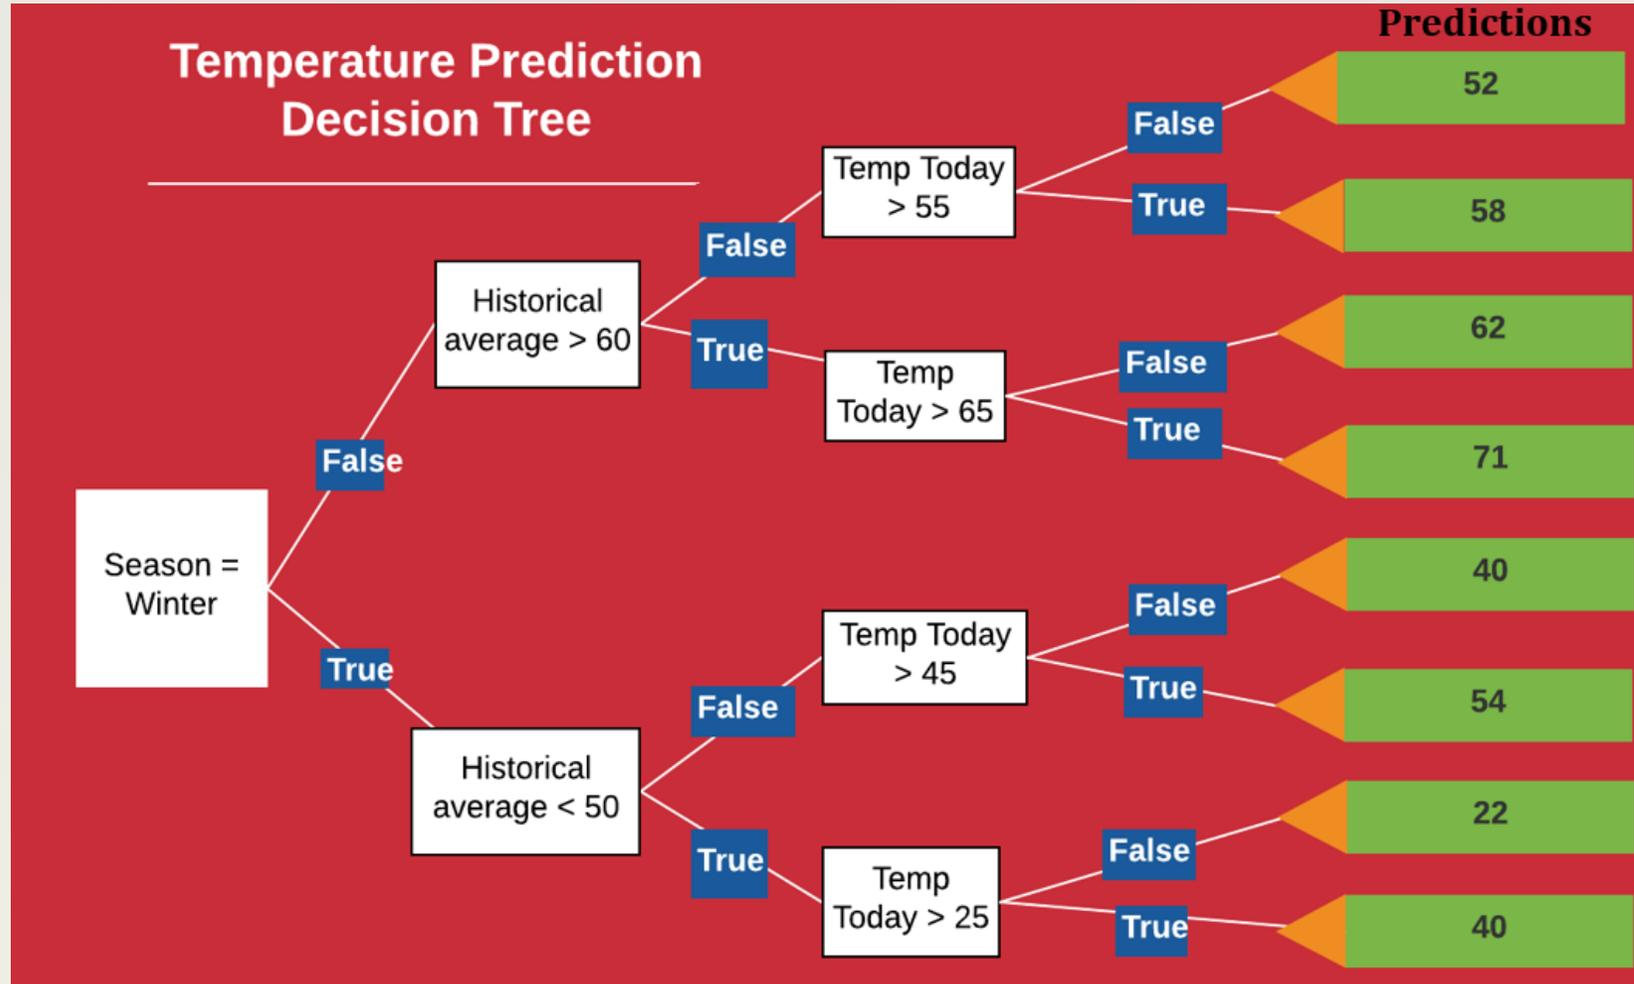 Predictions
Temperature Prediction
Decision Tree
52
False
Temp Today
> 55
True
58
False
Historical
average > 60
True
Temp
Today > 65
False
62
True
71
False
Season =
Winter
True
Temp Today
> 45
False
40
True
54
False
Historical
average < 50
True
Temp
Today > 25
False
22
True
40